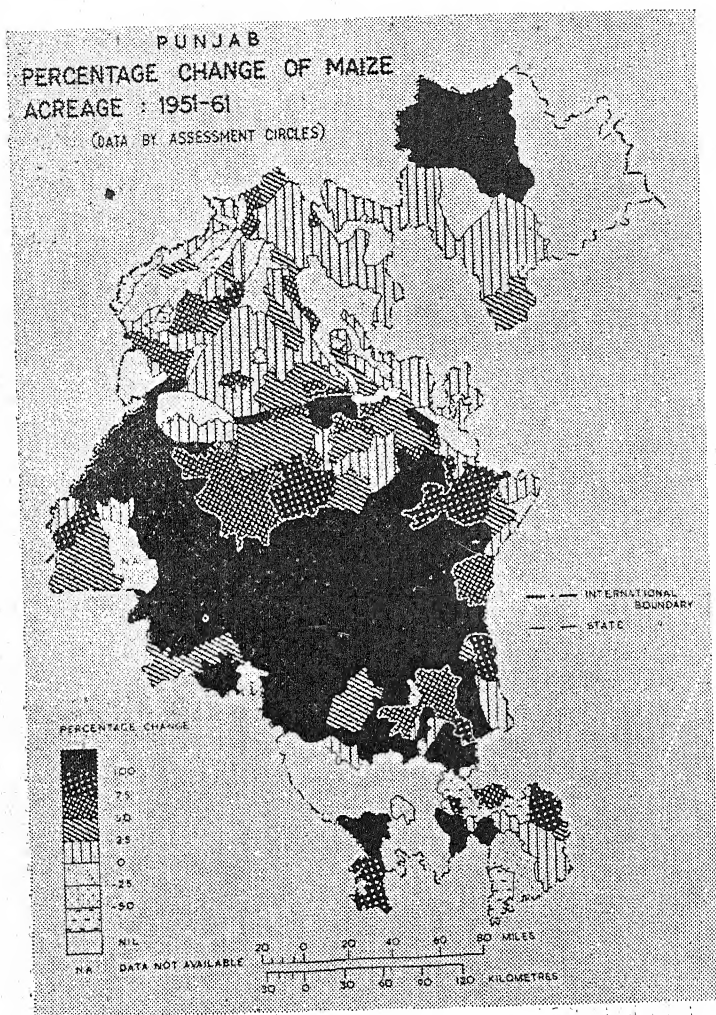 PUNJAB
PERCENTAGE CHANGE OF MAIZE
ACREAGE : 1951-61
(DATA BY ASSESSMENT CIRCLES)
NA
INTERNATIONAL
BOUNDARY
STATE "
PERCENTAGE CHANGE
100
75
50
25
0
-25
-50
NIL
NA DATA NOT AVAILABLE
20 0 20 40 60 80 MILES
30 0 30 60 90 120 KILOMETRES